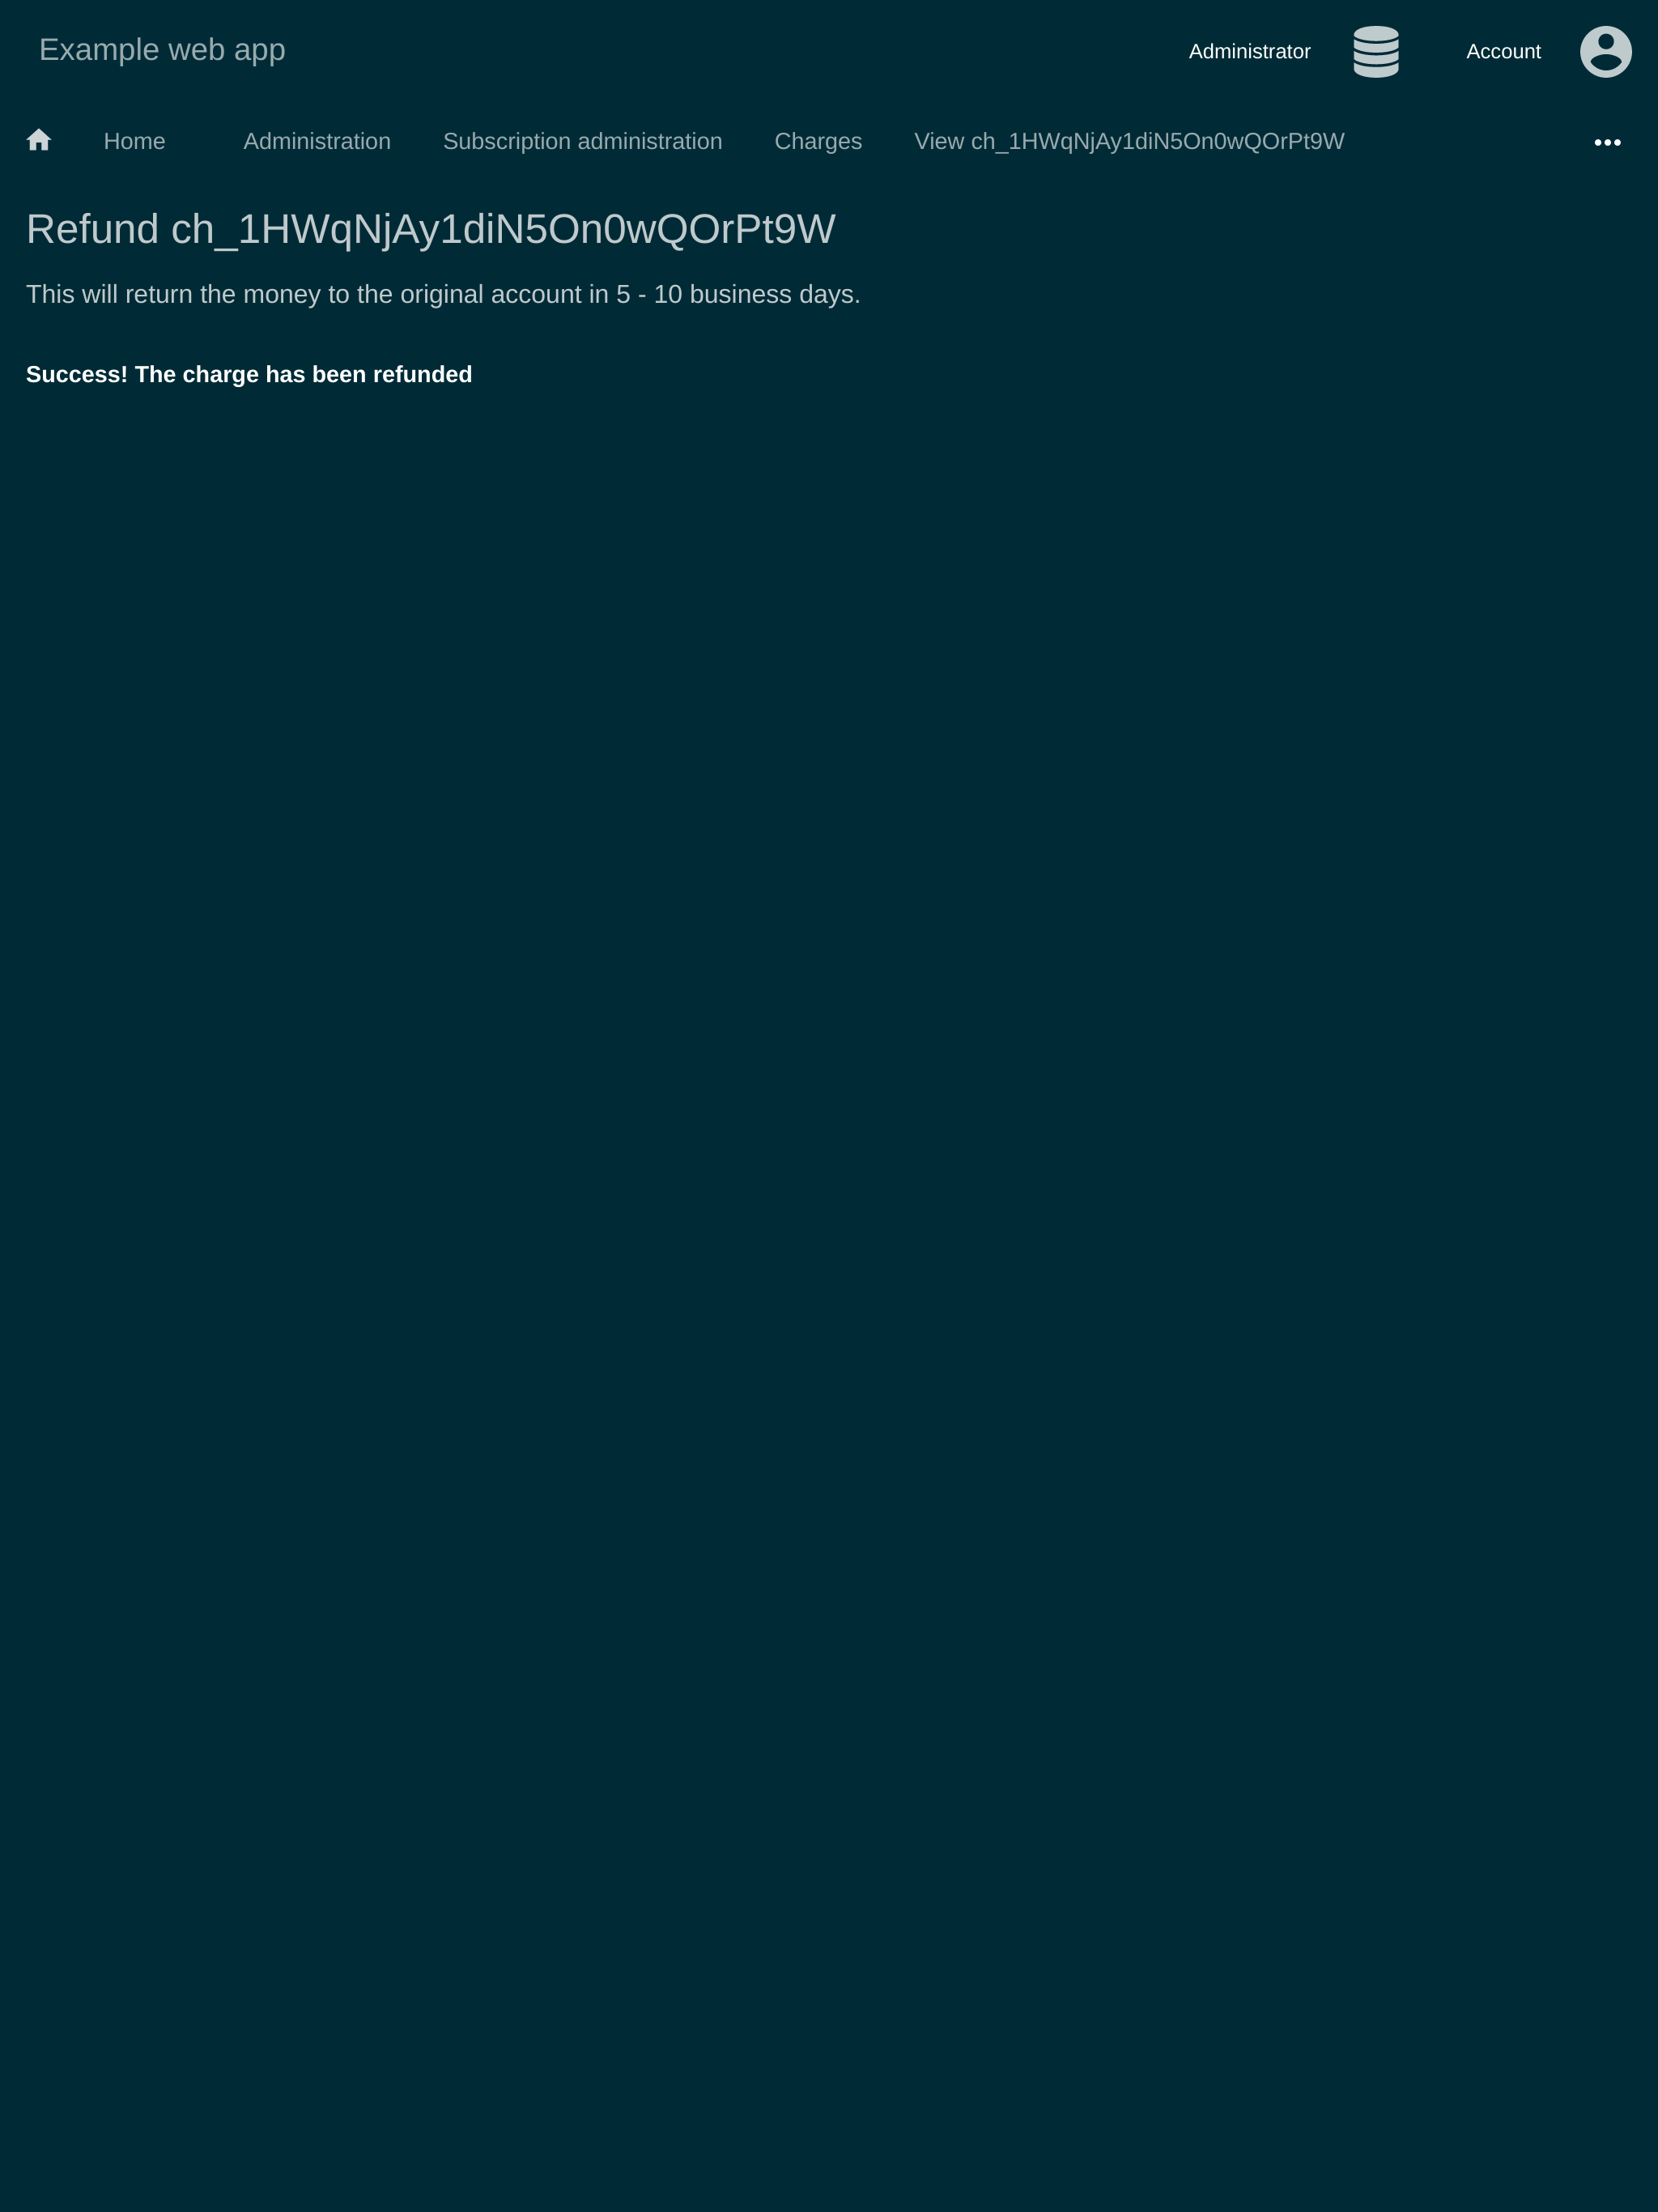 Example web app
Administrator
Account
Home Administration Subscription administration Charges View ch_1HWqNjAy1diN5On0wQOrPt9W
Refund ch_1HWqNjAy1diN5On0wQOrPt9W
This will return the money to the original account in 5 - 10 business days.
Success! The charge has been refunded